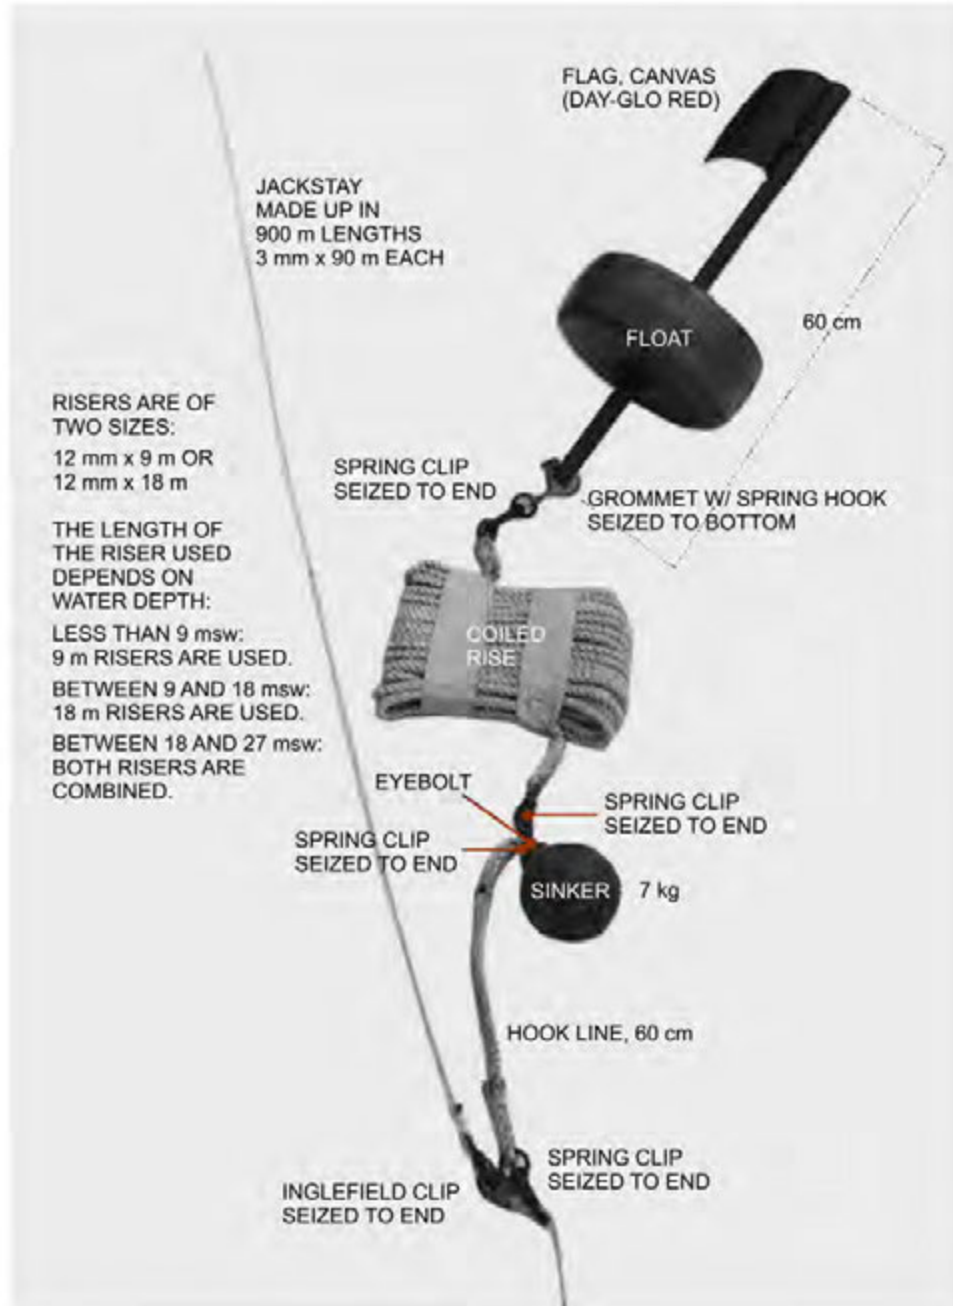 FLAG, CANVAS
(DAY-GLO RED)
JACKSTAY
MADE UP IN
900 m LENGTHS
3 mm x 90 m EACH
60 cm
FLOAT
RISERS ARE OF
TWO SIZES:
12 mm x 9 m OR
12 mm x 18 m
SPRING CLIP
SEIZED TO END
GROMMET W/ SPRING HOOK
SEIZED TO BOTTOM
THE LENGTH OF
THE RISER USED
DEPENDS ON
WATER DEPTH:
LESS THAN 9 msw:
9 m RISERS ARE USED.
BETWEEN 9 AND 18 msw:
18 m RISERS ARE USED.
BETWEEN 18 AND 27 msw:
BOTH RISERS ARE
COMBINED.
COILED
RISE
EYEBOLT
SPRING CLIP
SEIZED TO END
SPRING CLIP
SEIZED TO END
SINKER
7 kg
HOOK LINE, 60 cm
SPRING CLIP
SEIZED TO END
INGLEFIELD CLIP
SEIZED TO END